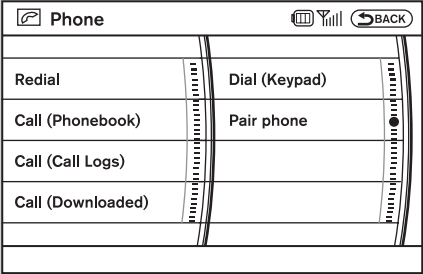 Phone
BACK
Redial
Dial (Keypad)
Call (Phonebook)
Pair phone
Call (Call Logs)
Call (Downloaded)